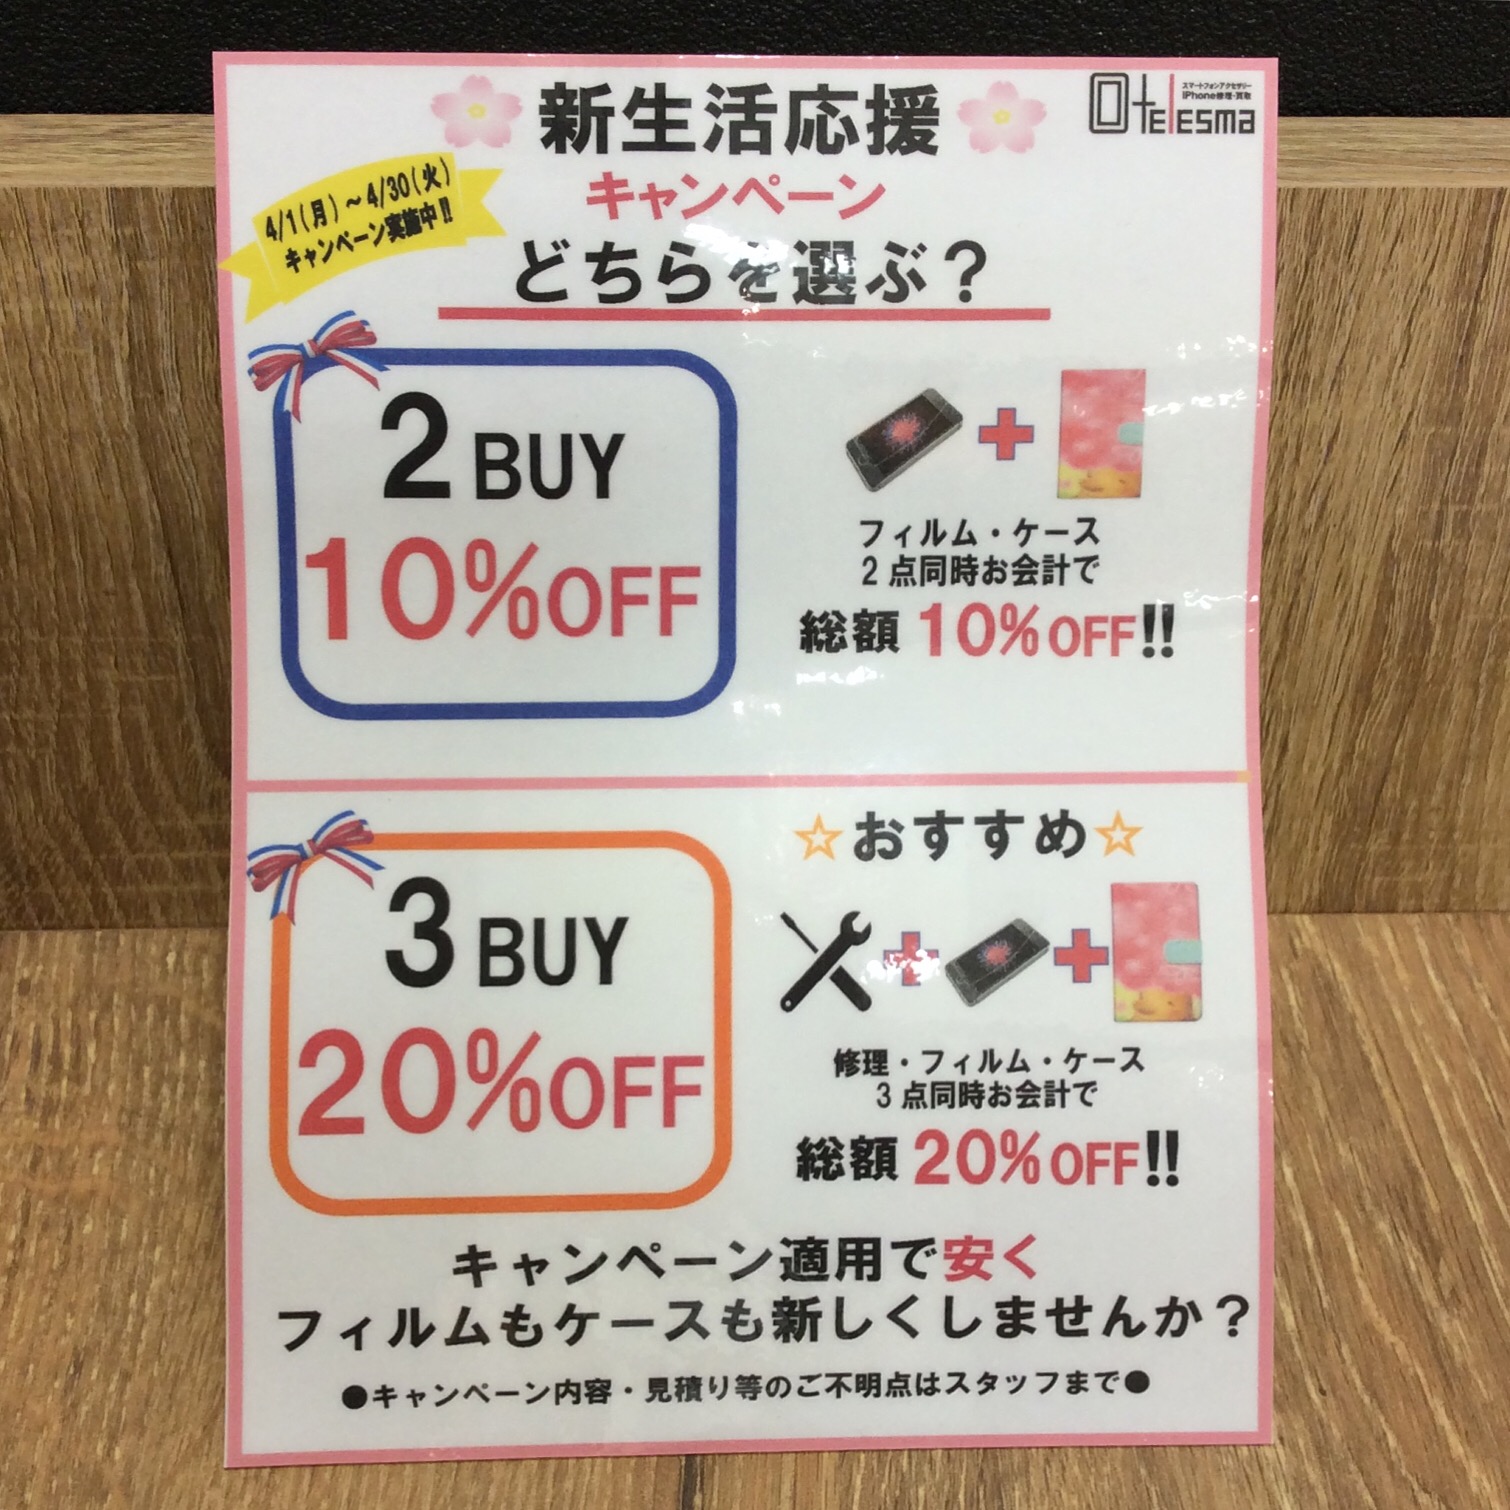 新生活応援
telesma
スマートフォンアクセサリー
iPhone修理・買取
キャンペーン
4/1(月)～4/30(火)
キャンペーン実施中!!
どちらを選ぶ？
2 BUY
10%OFF
フィルム・ケース
2点同時お会計で
総額 10%OFF!!
☆おすすめ☆
3 BUY
20%OFF
修理・フィルム・ケース
3点同時お会計で
総額 20%OFF!!
キャンペーン適用で安く
フィルムもケースも新しくしませんか？
●キャンペーン内容・見積り等のご不明点はスタッフまで●